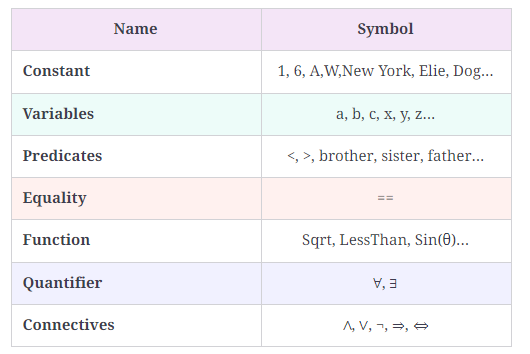 Name Symbol
Constant 1, 6, A,W,New York, Elie, Dog...
Variables a, b, c, x, y, z...
Predicates <, >, brother, sister, father...
Equality ==
Function Sqrt, LessThan, Sin(θ)...
Quantifier ∀, ∃
Connectives ∧, ∨, ¬, ⇒, ⇔